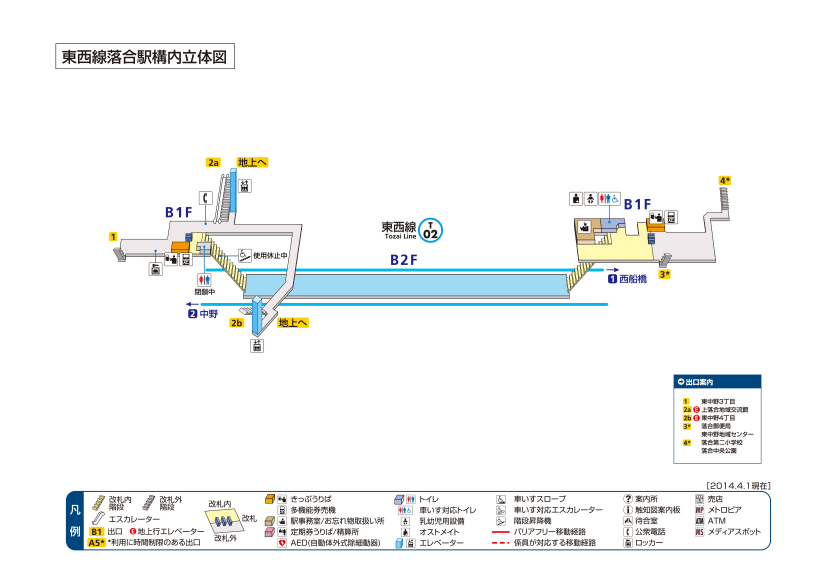 東西線落合駅構内立体図
2a
地上へ
4*
B1F
B1F
東西線
Tozai Line
T
02
1
使用休止中
B2F
閉鎖中
1 西船橋
3*
2 中野
2b
地上へ
出口案内
1 東中野3丁目
2a E 上落合地域交流館
2b E 東中野4丁目
3* 落合郵便局
東中野地域センター
4* 落合第二小学校
落合中央公園
[2014.4.1現在]
凡例
改札内階段
改札外階段
エスカレーター
B1 出口 E 地上行エレベーター
A5* *利用に時間制限のある出口
改札内
改札
改札外
きっぷうりば
多機能券売機
駅事務室/お忘れ物取扱い所
定期券うりば/精算所
AED(自動体外式除細動器)
トイレ
車いす対応トイレ
乳幼児用設備
オストメイト
エレベーター
車いすスロープ
車いす対応エスカレーター
階段昇降機
バリアフリー移動経路
係員が対応する移動経路
? 案内所
i 触知図案内板
待合室
公衆電話
ロッカー
売店
MP メトロピア
ATM
MS メディアスポット